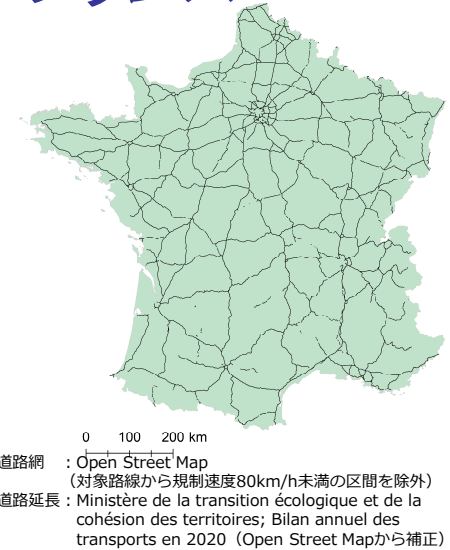 0 100 200 km
道路網 : Open Street Map
(対象路線から規制速度80km/h未満の区間を除外)
道路延長 : Ministère de la transition écologique et de la
cohésion des territoires; Bilan annuel des
transports en 2020（Open Street Mapから補正）